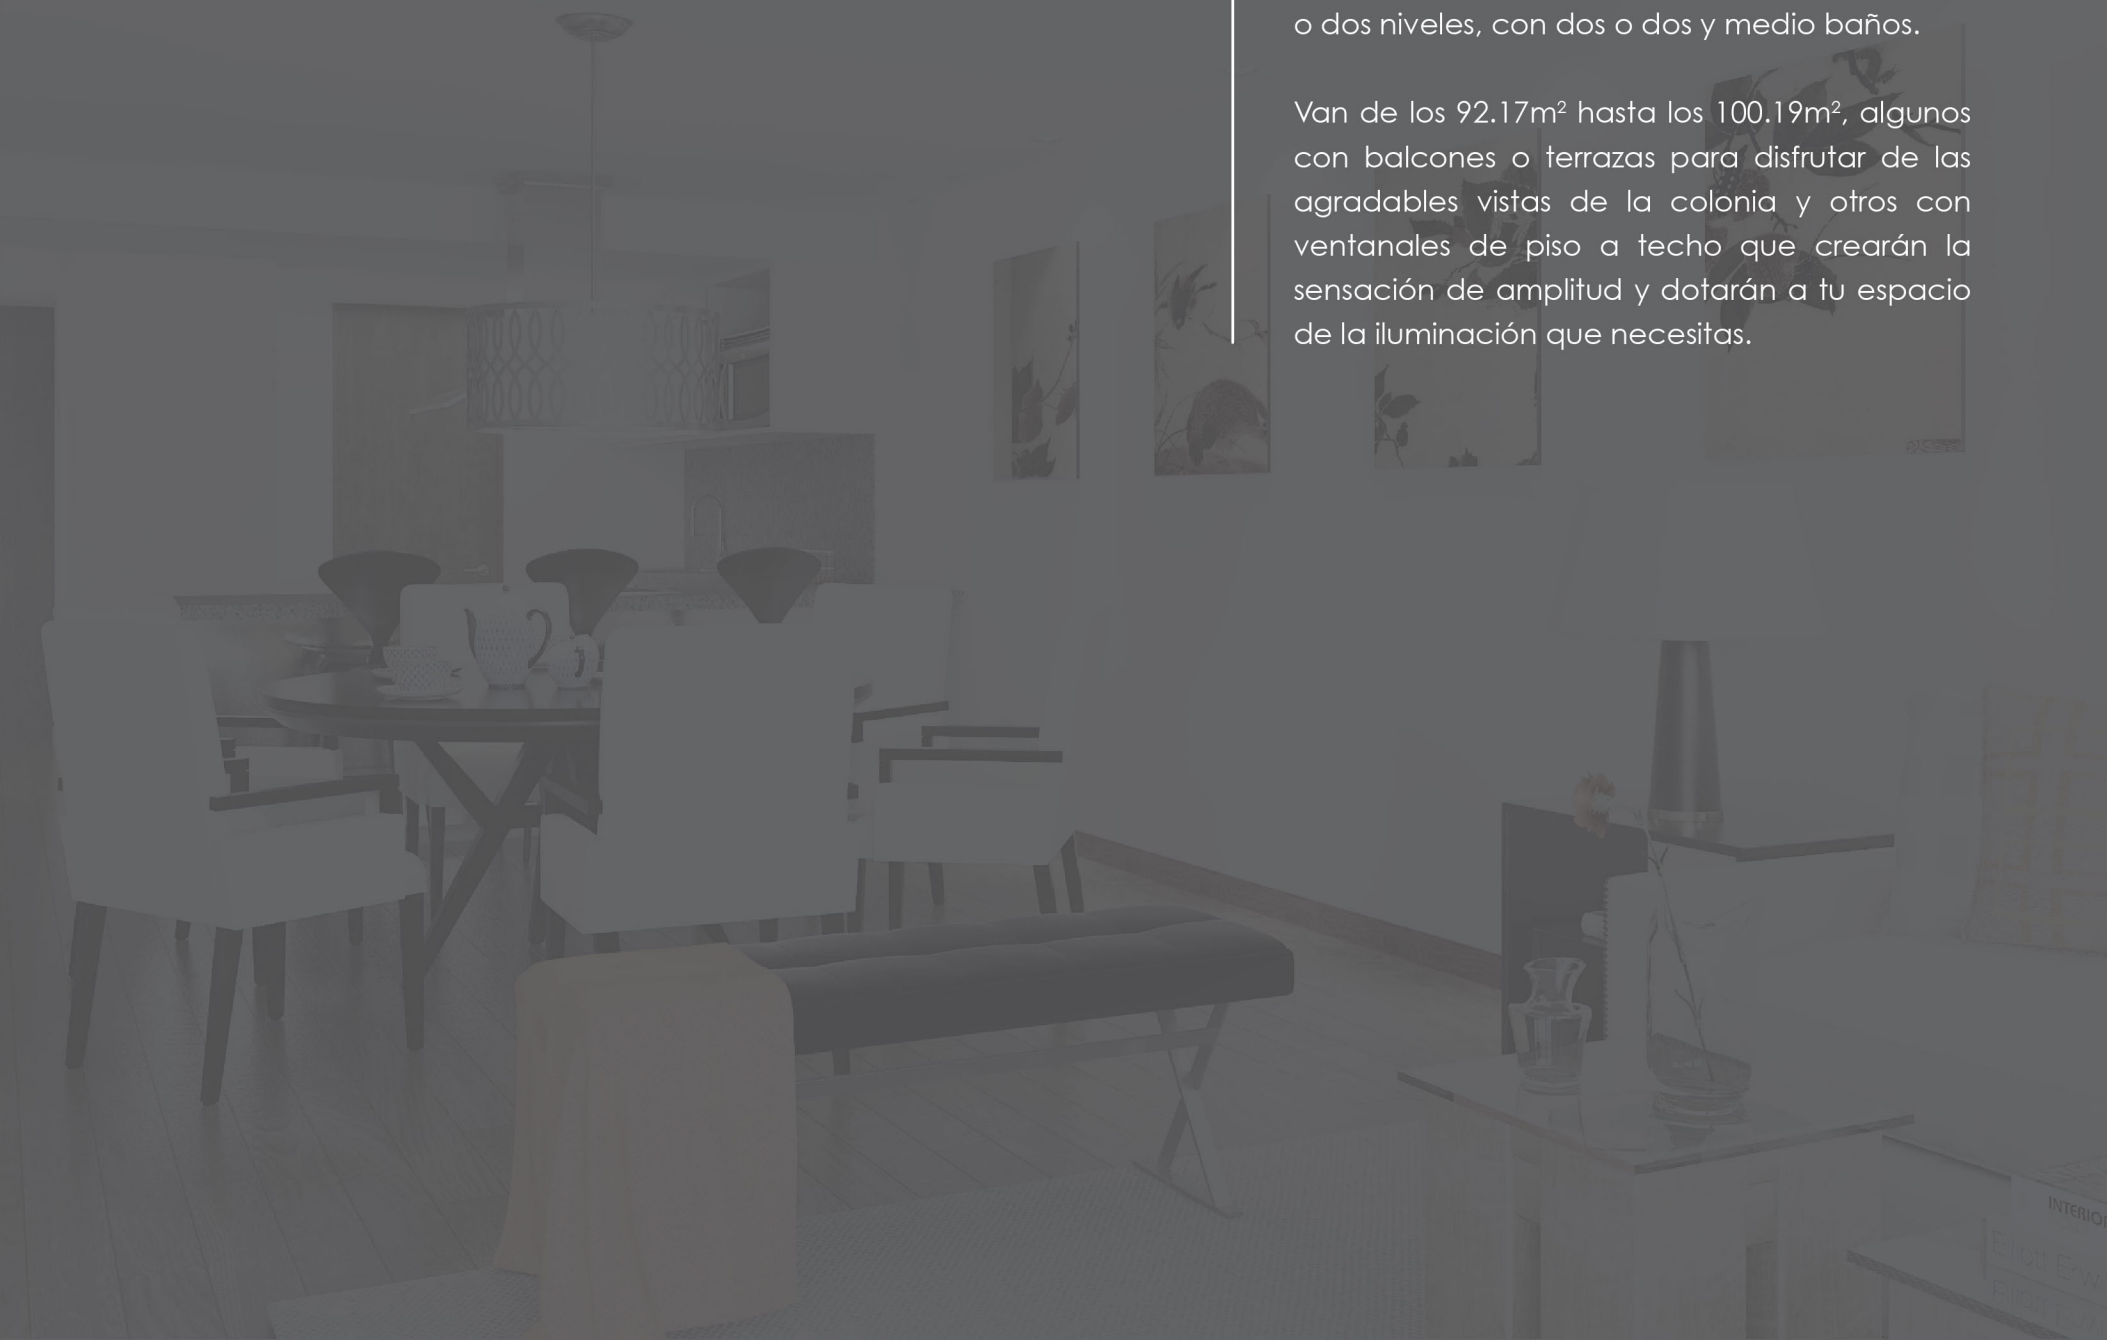 o dos niveles, con dos o dos y medio baños.
Van de los 92.17m² hasta los 100.19m², algunos
con balcones o terrazas para disfrutar de las
agradables vistas de la colonia y otros con
ventanales de piso a techo que crearán la
sensación de amplitud y dotarán a tu espacio
de la iluminación que necesitas.